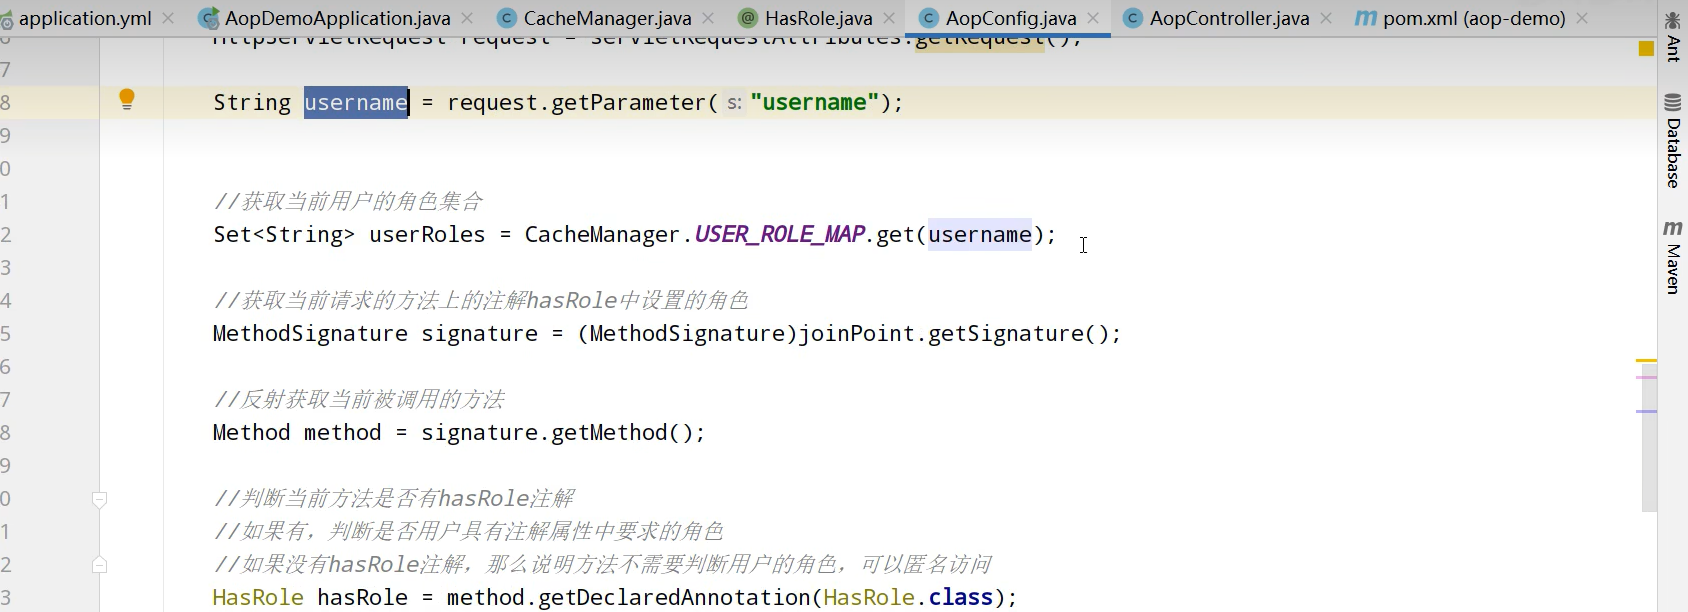 application.yml AopDemoApplication.java CacheManager.java HasRole.java AopConfig.java AopController.java pom.xml (aop-demo)
Ant
HttpServletRequest request = servletRequestAttributes.getRequest();
7
8 String username = request.getParameter( s: "username");
Database
9
0
1 //获取当前用户的角色集合
2 Set<String> userRoles = CacheManager.USER_ROLE_MAP.get(username);
Maven
3
4 //获取当前请求的方法上的注解hasRole中设置的角色
5 MethodSignature signature = (MethodSignature)joinPoint.getSignature();
6
7 //反射获取当前被调用的方法
8 Method method = signature.getMethod();
9
0 //判断当前方法是否有hasRole注解
1 //如果有，判断是否用户具有注解属性中要求的角色
2 //如果没有hasRole注解，那么说明方法不需要判断用户的角色，可以匿名访问
3 HasRole hasRole = method.getDeclaredAnnotation(HasRole.class);